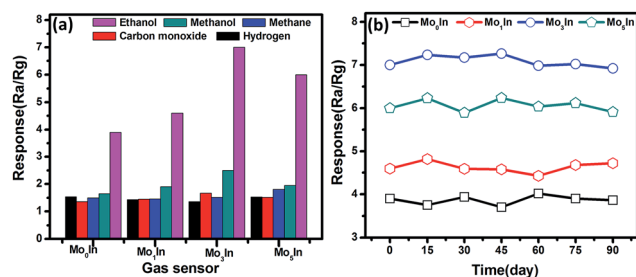 (a)
Ethanol Methanol Methane
Carbon monoxide Hydrogen
Response(Ra/Rg)
8
7
6
5
4
3
2
1
0
Mo₀In Mo₁In Mo₃In Mo₅In
Gas sensor
(b)
Mo₀In Mo₁In
Mo₃In Mo₅In
Response(Ra/Rg)
8
7
6
5
4
3
0 15 30 45 60 75 90
Time(day)